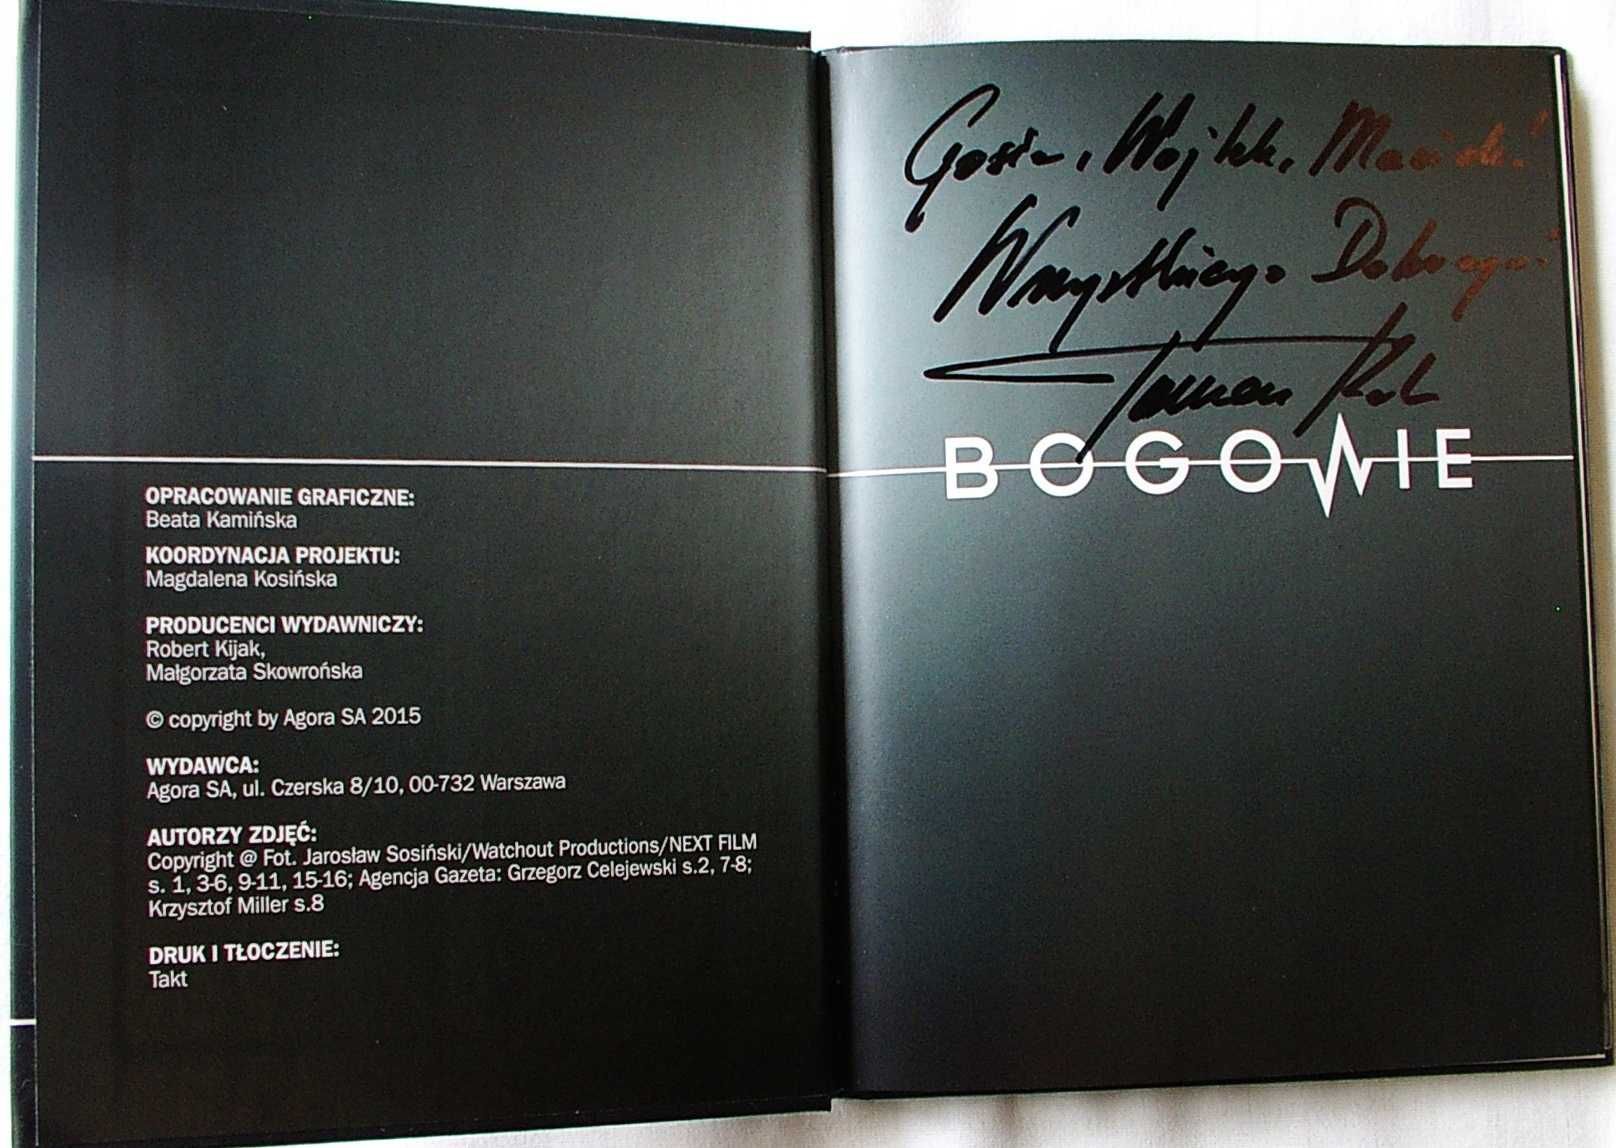 OPRACOWANIE GRAFICZNE:
Beata Kamińska
KOORDYNACJA PROJEKTU:
Magdalena Kosińska
PRODUCENCI WYDAWNICZY:
Robert Kijak,
Małgorzata Skowrońska
© copyright by Agora SA 2015
WYDAWCA:
Agora SA, ul. Czerska 8/10, 00-732 Warszawa
AUTORZY ZDJĘĆ:
Copyright @ Fot. Jarosław Sosiński/Watchout Productions/NEXT FILM
s. 1, 3-6, 9-11, 15-16; Agencja Gazeta: Grzegorz Celejewski s.2, 7-8;
Krzysztof Miller s.8
DRUK I TŁOCZENIE:
Takt
Gosia, Wojtek,
Wszystkiego Dobrego!
BOGOWIE